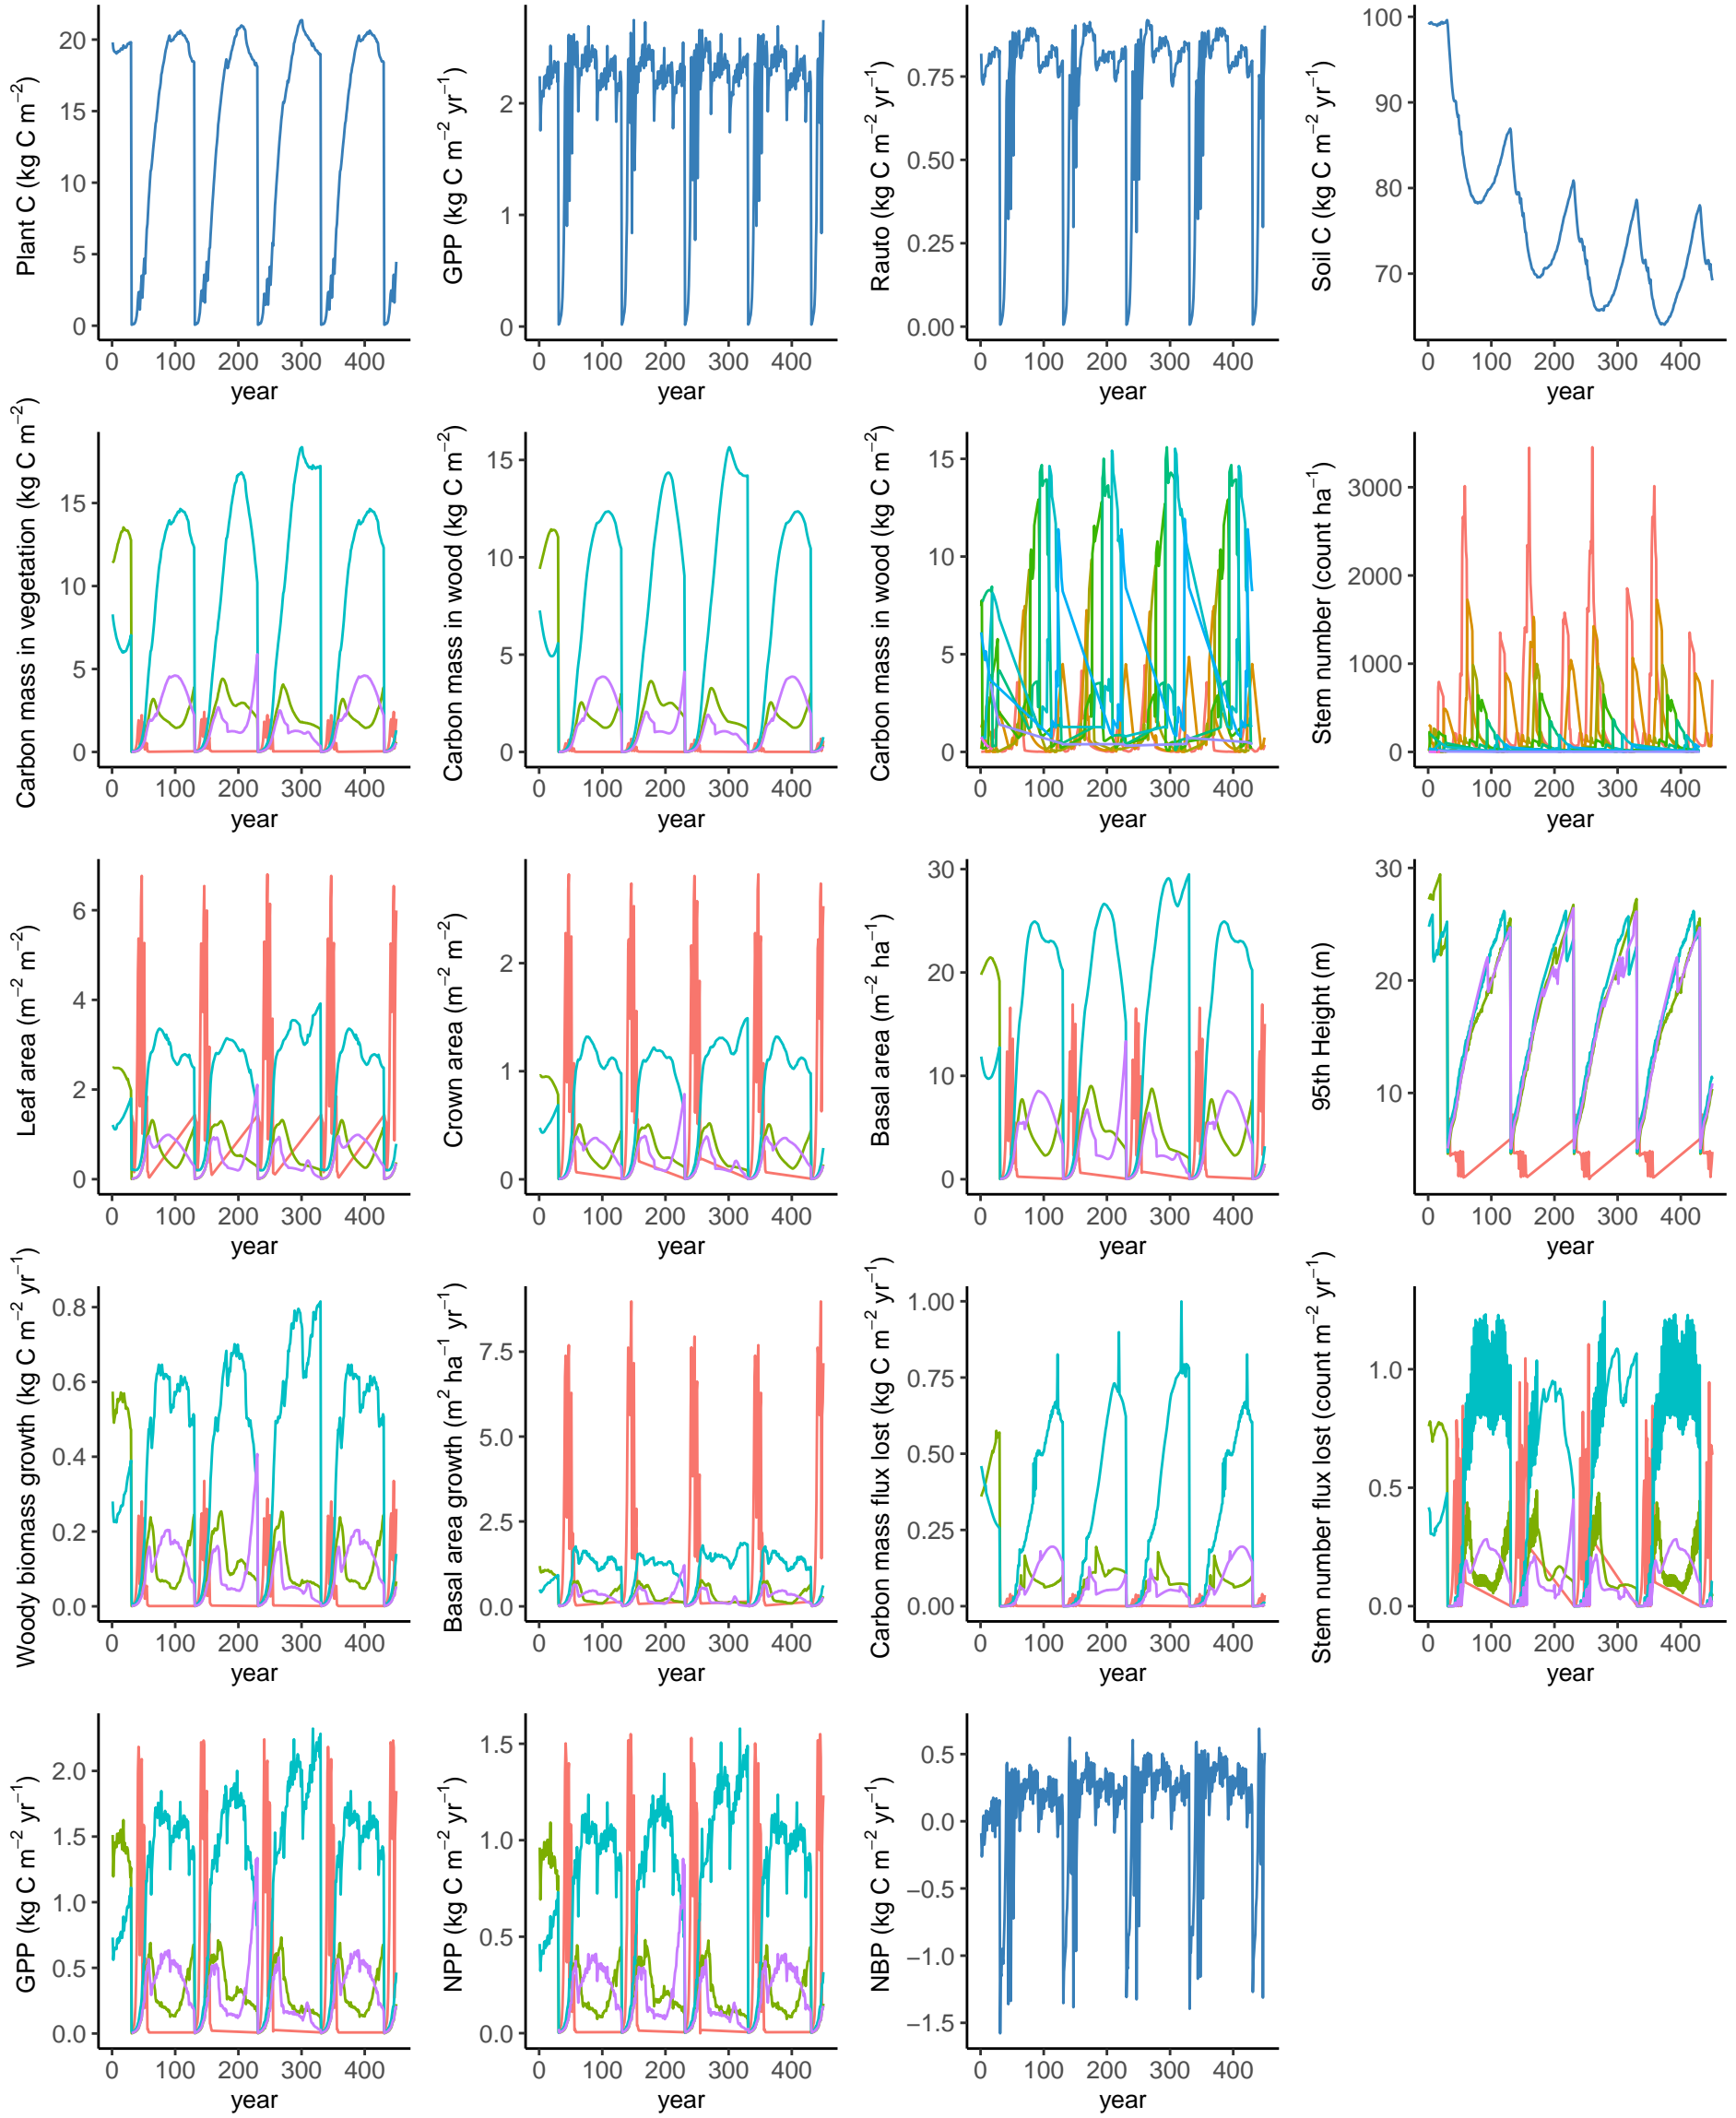 Plant C (kg C m−2)
20
15
10
5
0
0 100 200 300 400
year
GPP (kg C m−2 yr−1)
2
1
0
0 100 200 300 400
year
Rauto (kg C m−2 yr−1)
0.75
0.50
0.25
0.00
0 100 200 300 400
year
Soil C (kg C m−2 yr−1)
100
90
80
70
0 100 200 300 400
year
Carbon mass in vegetation (kg C m−2)
15
10
5
0
0 100 200 300 400
year
Carbon mass in wood (kg C m−2)
15
10
5
0
0 100 200 300 400
year
Carbon mass in wood (kg C m−2)
15
10
5
0
0 100 200 300 400
year
Stem number (count ha−1)
3000
2000
1000
0
0 100 200 300 400
year
Leaf area (m−2 m−2)
6
4
2
0
0 100 200 300 400
year
Crown area (m−2 m−2)
2
1
0
0 100 200 300 400
year
Basal area (m−2 ha−1)
30
20
10
0
0 100 200 300 400
year
95th Height (m)
30
20
10
0 100 200 300 400
year
Woody biomass growth (kg C m−2 yr−1)
0.8
0.6
0.4
0.2
0.0
0 100 200 300 400
year
Basal area growth (m2 ha−1 yr−1)
7.5
5.0
2.5
0.0
0 100 200 300 400
year
Carbon mass flux lost (kg C m−2 yr−1)
1.00
0.75
0.50
0.25
0.00
0 100 200 300 400
year
Stem number flux lost (count m−2 yr−1)
1.0
0.5
0.0
0 100 200 300 400
year
GPP (kg C m−2 yr−1)
2.0
1.5
1.0
0.5
0.0
0 100 200 300 400
year
NPP (kg C m−2 yr−1)
1.5
1.0
0.5
0.0
0 100 200 300 400
year
NBP (kg C m−2 yr−1)
0.5
0.0
−0.5
−1.0
−1.5
0 100 200 300 400
year